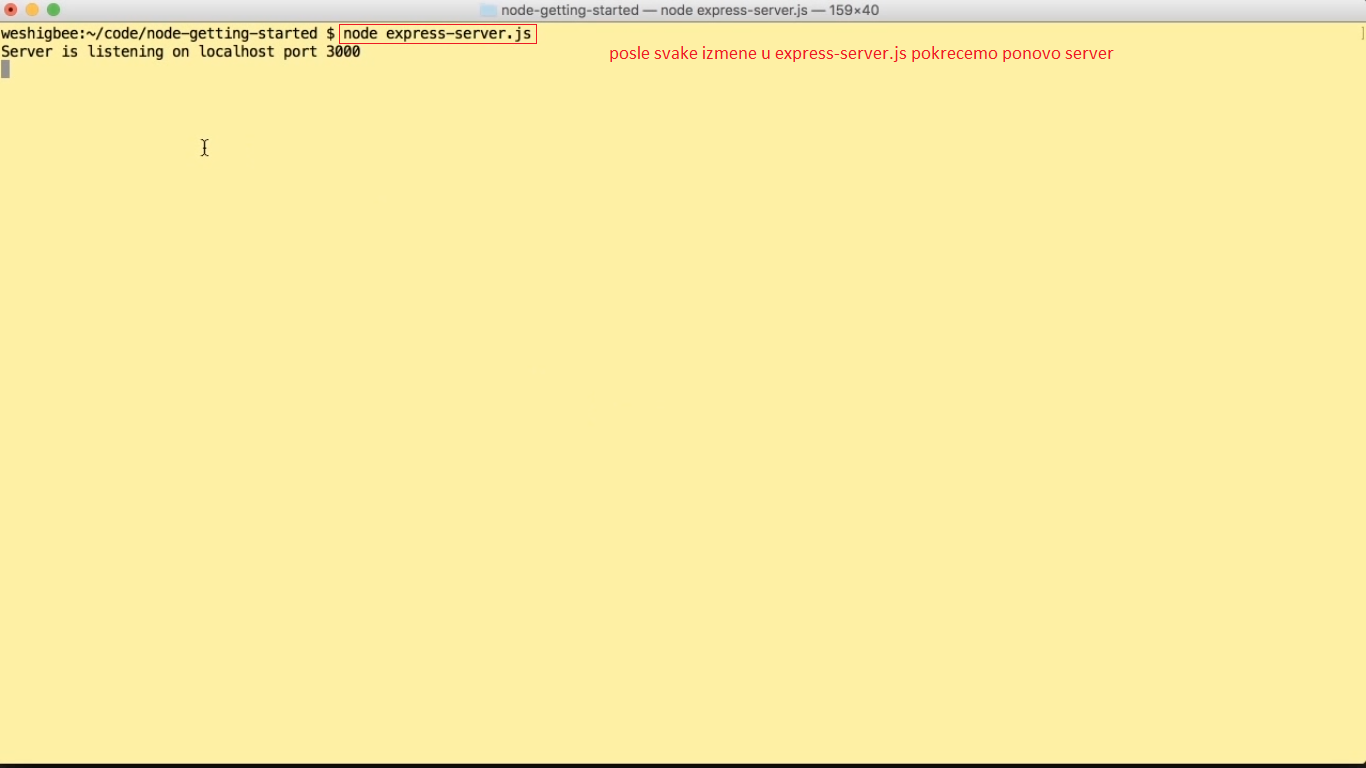 node-getting-started — node express-server.js — 159×40
weshigbee:~/code/node-getting-started $ node express-server.js
Server is listening on localhost port 3000
posle svake izmene u express-server.js pokrecemo ponovo server